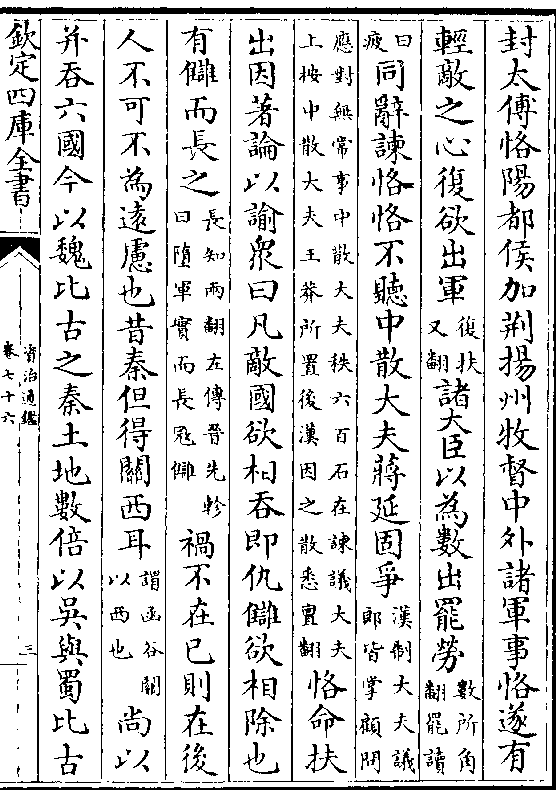 封太傅恪陽都侯加荆揚州牧督中外諸軍事恪遂有
輕敵之心復欲出軍復扶又翻諸大臣以為數出罷勞數所角翻罷讀
曰疲同辭諫恪恪不聽中散大夫蔣延固爭漢制大夫議郎皆掌顧問
應對無常事中散大夫秩六百石在諫議大夫上按中散大夫王莽所置後漢因之散悉亶翻恪命扶
出因著論以諭衆曰凡敵國欲相吞即仇讎欲相除也
有讎而長之長知兩翻左傳晉先軫曰墮軍實而長冦讎禍不在已則在後
人不可不為遠慮也昔秦但得關西耳謂函谷關以西也尚以
并吞六國今以魏比古之秦土地數倍以吳與蜀比古
欽定四庫全書
資治通鑑
卷七十六
三